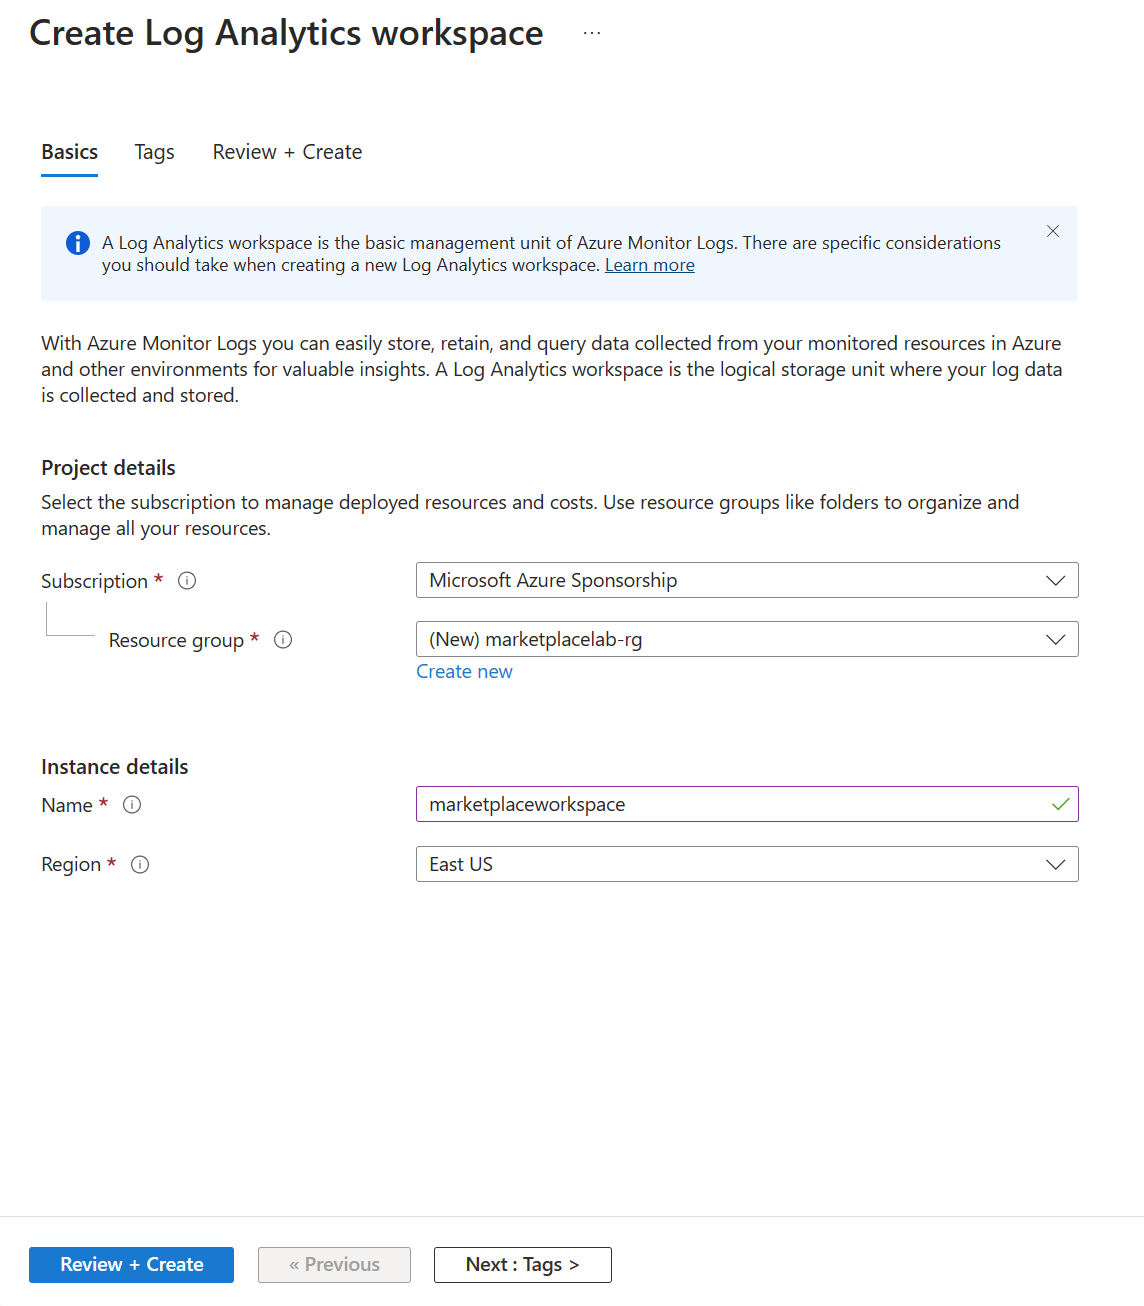 Create Log Analytics workspace ···
Basics Tags Review + Create
A Log Analytics workspace is the basic management unit of Azure Monitor Logs. There are specific considerations
you should take when creating a new Log Analytics workspace. Learn more
With Azure Monitor Logs you can easily store, retain, and query data collected from your monitored resources in Azure
and other environments for valuable insights. A Log Analytics workspace is the logical storage unit where your log data
is collected and stored.
Project details
Select the subscription to manage deployed resources and costs. Use resource groups like folders to organize and
manage all your resources.
Subscription * Microsoft Azure Sponsorship
Resource group * (New) marketplacelab-rg
Create new
Instance details
Name * marketplaceworkspace
Region * East US
Review + Create « Previous Next : Tags >